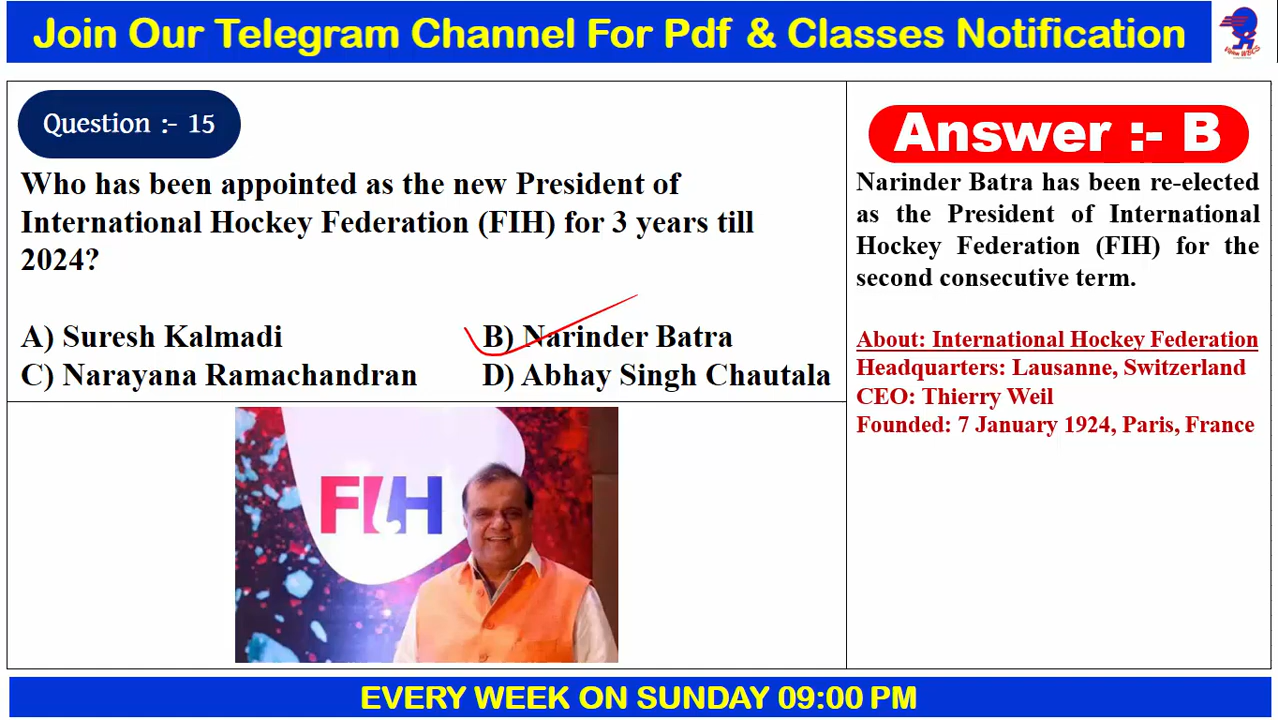 Join Our Telegram Channel For Pdf & Classes Notification
Question :- 15
Who has been appointed as the new President of
International Hockey Federation (FIH) for 3 years till
2024?
A) Suresh Kalmadi
B) Narinder Batra
C) Narayana Ramachandran
D) Abhay Singh Chautala
FIH
Answer :- B
Narinder Batra has been re-elected
as the President of International
Hockey Federation (FIH) for the
second consecutive term.
About: International Hockey Federation
Headquarters: Lausanne, Switzerland
CEO: Thierry Weil
Founded: 7 January 1924, Paris, France
EVERY WEEK ON SUNDAY 09:00 PM